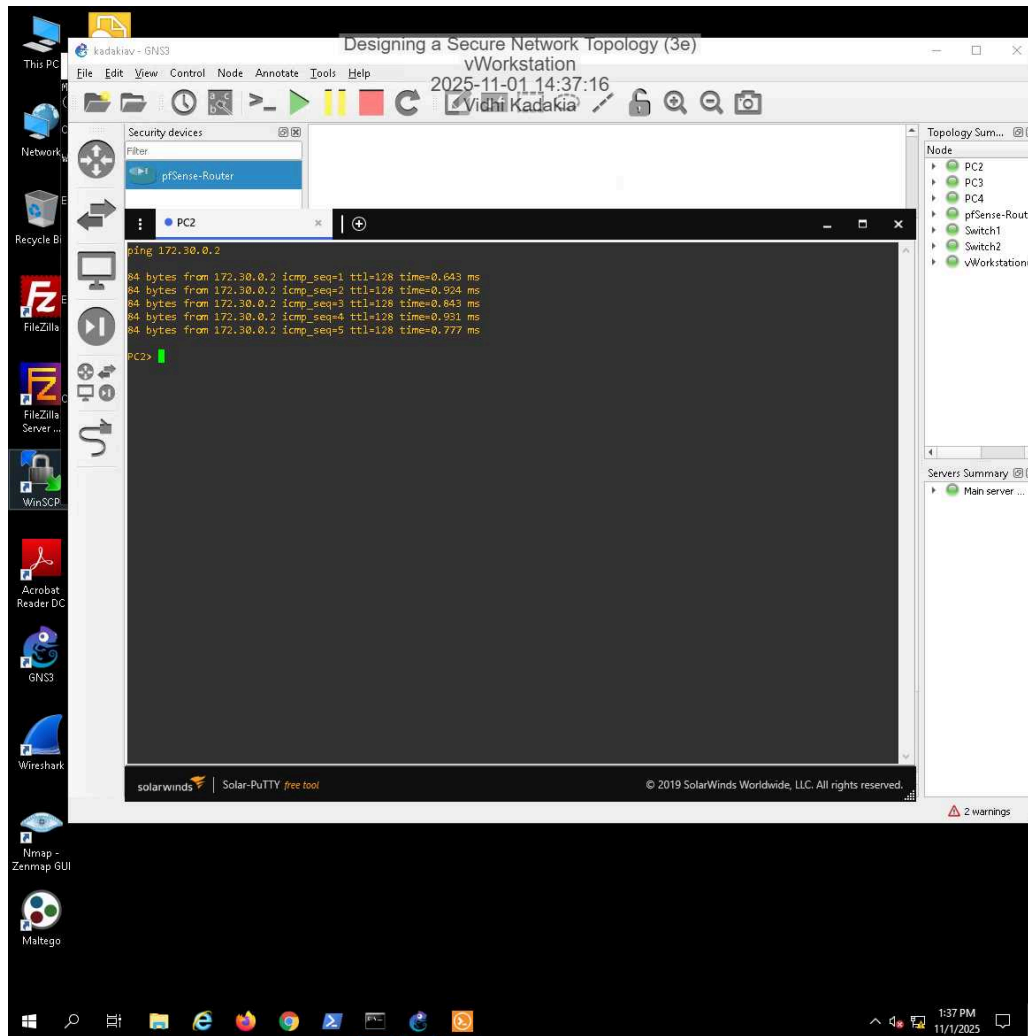 This PC
Network
Recycle Bi
FileZilla
FileZilla
Server ...
WinSCP
Acrobat
Reader DC
GNS3
Wireshark
Nmap -
Zenmap GUI
Maltego
kadakiav - GNS3
Designing a Secure Network Topology (3e)
vWorkstation
2025-11-01 14:37:16
Vidhi Kadakia
File Edit View Control Node Annotate Tools Help
Security devices
Filter
pfSense-Router
PC2
ping 172.30.0.2
84 bytes from 172.30.0.2 icmp_seq=1 ttl=128 time=0.643 ms
84 bytes from 172.30.0.2 icmp_seq=2 ttl=128 time=0.924 ms
84 bytes from 172.30.0.2 icmp_seq=3 ttl=128 time=0.843 ms
84 bytes from 172.30.0.2 icmp_seq=4 ttl=128 time=0.931 ms
84 bytes from 172.30.0.2 icmp_seq=5 ttl=128 time=0.777 ms
PC2>
solarwinds | Solar-PuTTY free tool
© 2019 SolarWinds Worldwide, LLC. All rights reserved.
Topology Sum...
Node
PC2
PC3
PC4
pfSense-Rout
Switch1
Switch2
vWorkstation
Servers Summary
Main server ...
2 warnings
1:37 PM
11/1/2025